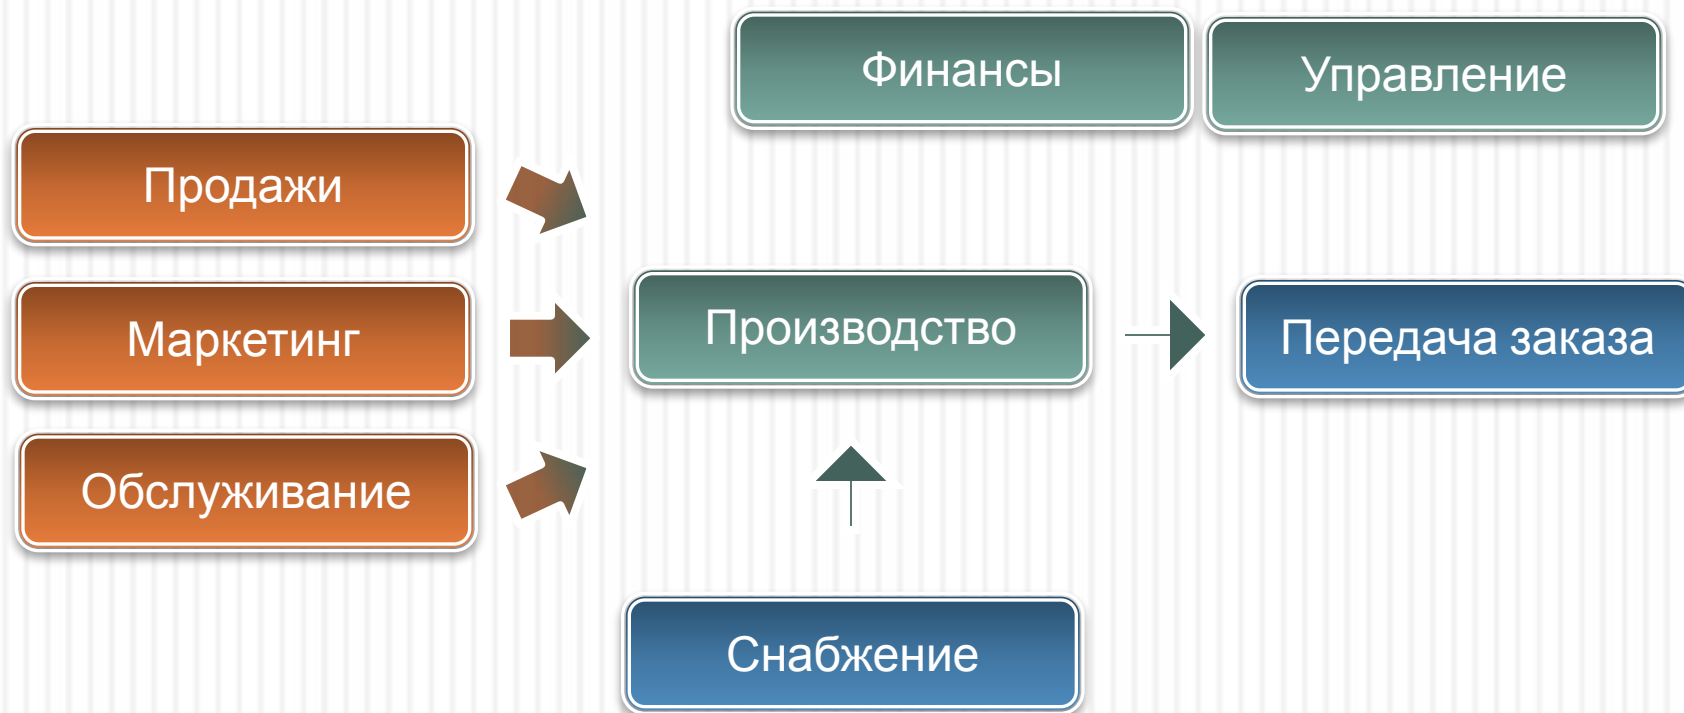 Финансы
Управление
Продажи
Маркетинг
Производство
Передача заказа
Обслуживание
Снабжение